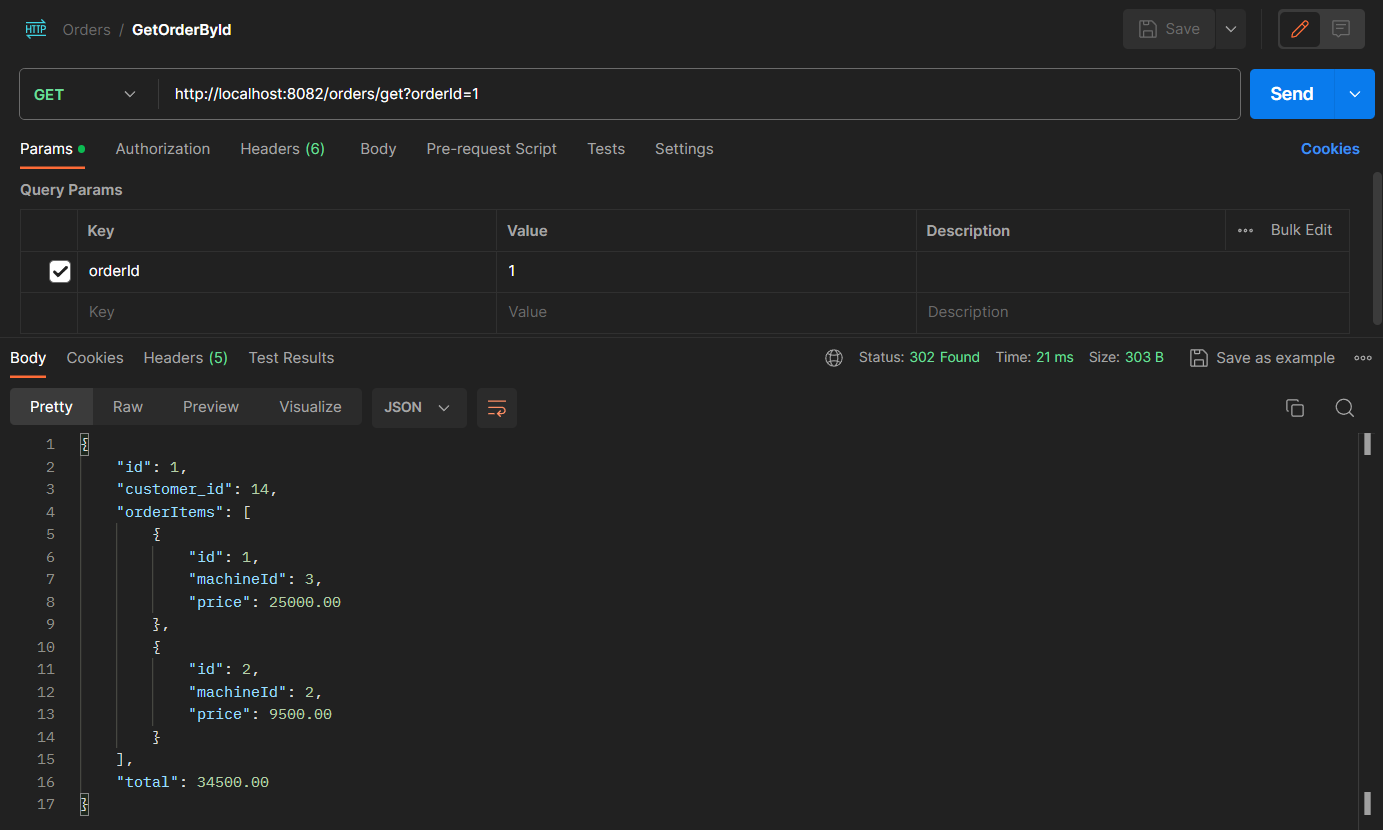 HTTP Orders / GetOrderById Save
GET http://localhost:8082/orders/get?orderId=1 Send
Params Authorization Headers (6) Body Pre-request Script Tests Settings Cookies
Query Params
Key Value Description Bulk Edit
orderId 1
Key Value Description
Body Cookies Headers (5) Test Results Status: 302 Found Time: 21 ms Size: 303 B Save as example
Pretty Raw Preview Visualize JSON
1 {
2 "id": 1,
3 "customer_id": 14,
4 "orderItems": [
5 {
6 "id": 1,
7 "machineId": 3,
8 "price": 25000.00
9 },
10 {
11 "id": 2,
12 "machineId": 2,
13 "price": 9500.00
14 }
15 ],
16 "total": 34500.00
17 }